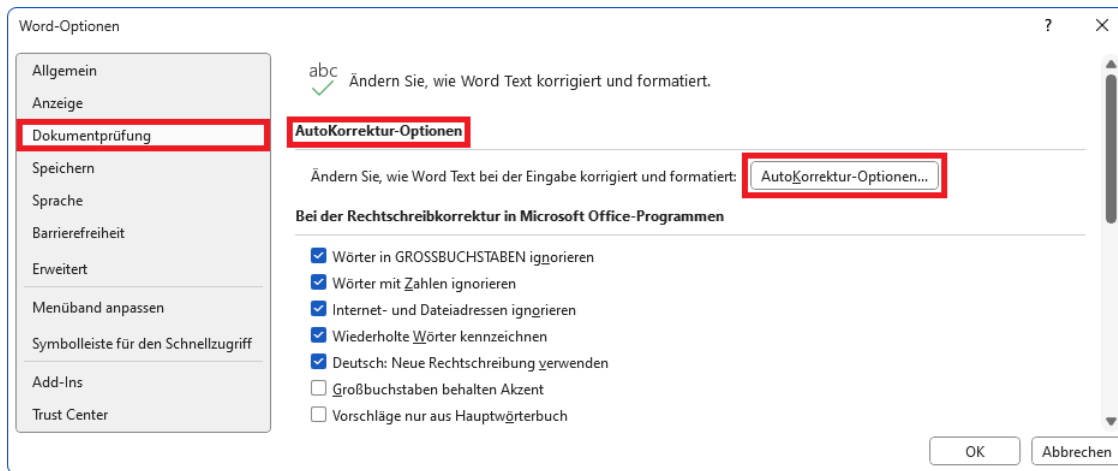 Word-Optionen
?
Allgemein
Anzeige
Dokumentprüfung
Speichern
Sprache
Barrierefreiheit
Erweitert
Menüband anpassen
Symbolleiste für den Schnellzugriff
Add-Ins
Trust Center
abc
Ändern Sie, wie Word Text korrigiert und formatiert.
AutoKorrektur-Optionen
Ändern Sie, wie Word Text bei der Eingabe korrigiert und formatiert: AutoKorrektur-Optionen...
Bei der Rechtschreibkorrektur in Microsoft Office-Programmen
Wörter in GROSSBUCHSTABEN ignorieren
Wörter mit Zahlen ignorieren
Internet- und Dateiadressen ignorieren
Wiederholte Wörter kennzeichnen
Deutsch: Neue Rechtschreibung verwenden
Großbuchstaben behalten Akzent
Vorschläge nur aus Hauptwörterbuch
OK
Abbrechen